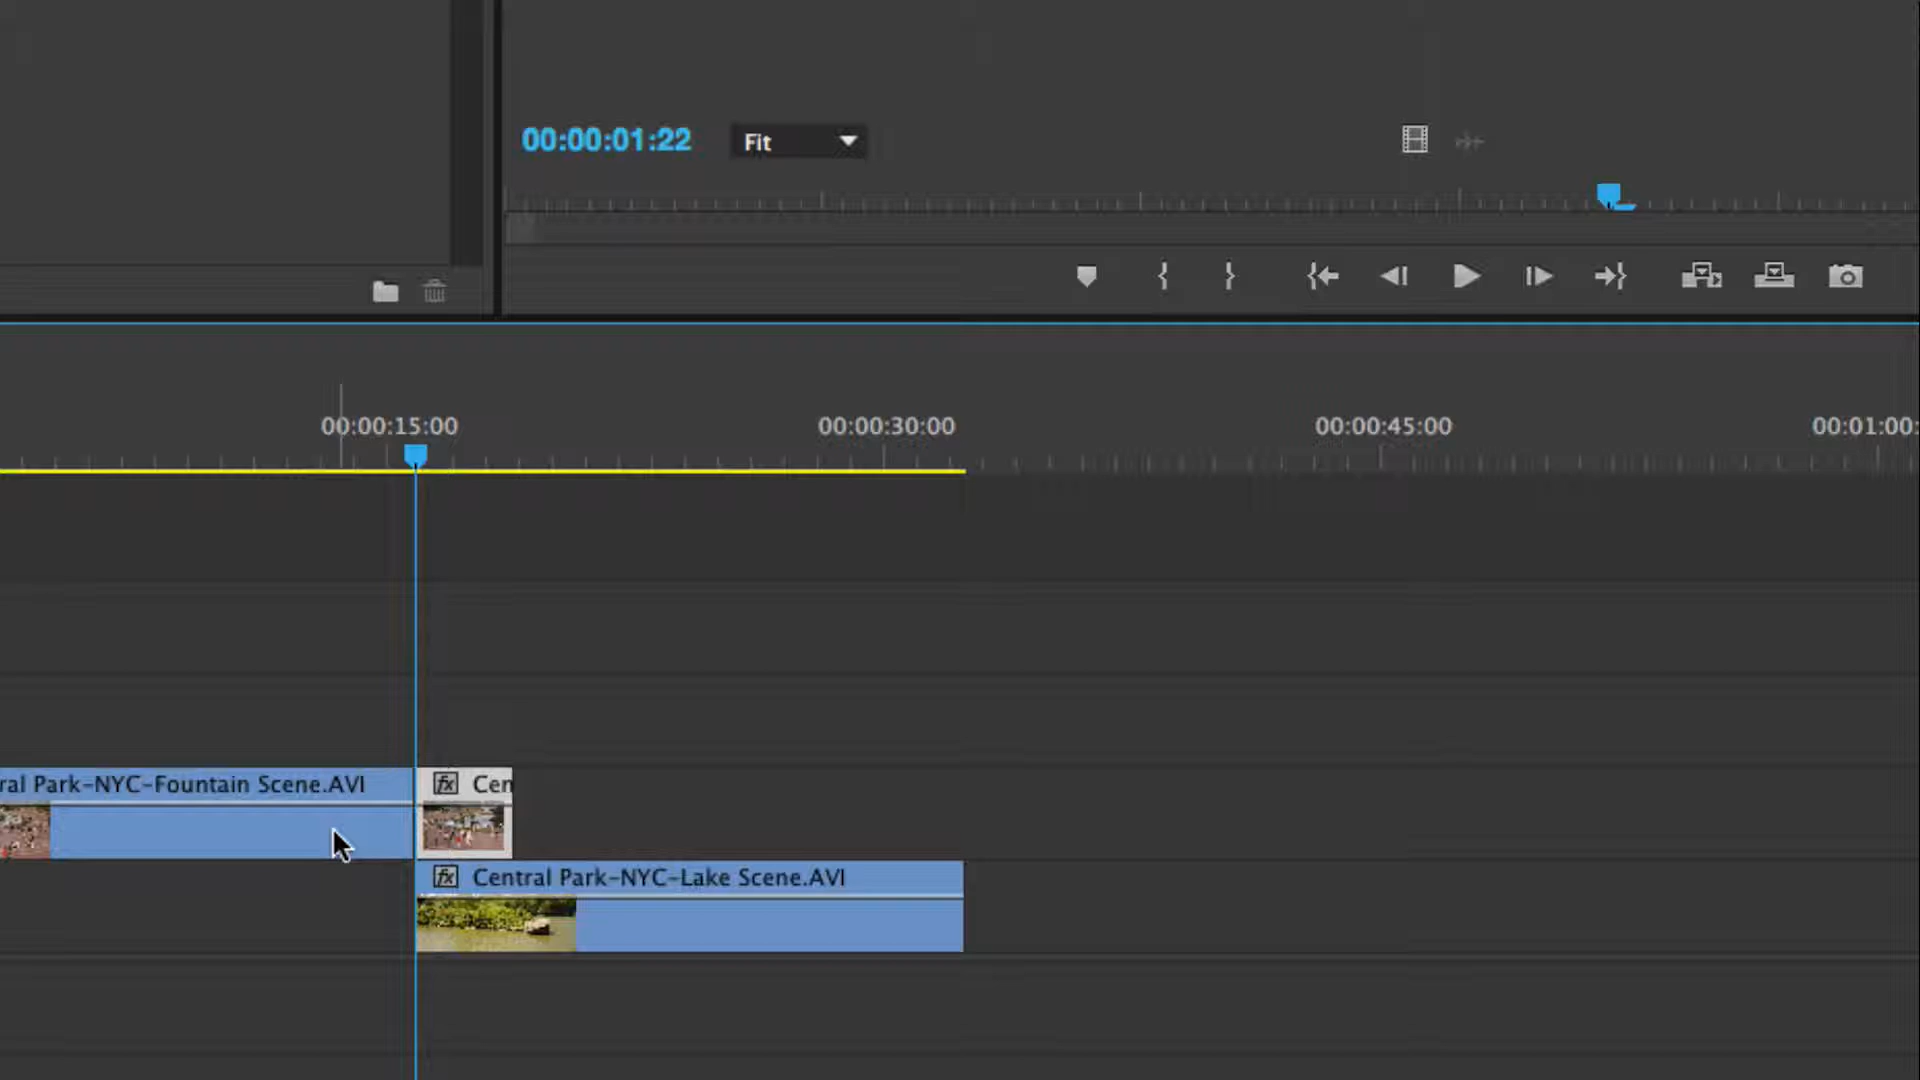 00:00:01:22
Fit
00:00:15:00
00:00:30:00
00:00:45:00
00:01:00:
ral Park-NYC-Fountain Scene.AVI
fx Cen
fx Central Park-NYC-Lake Scene.AVI